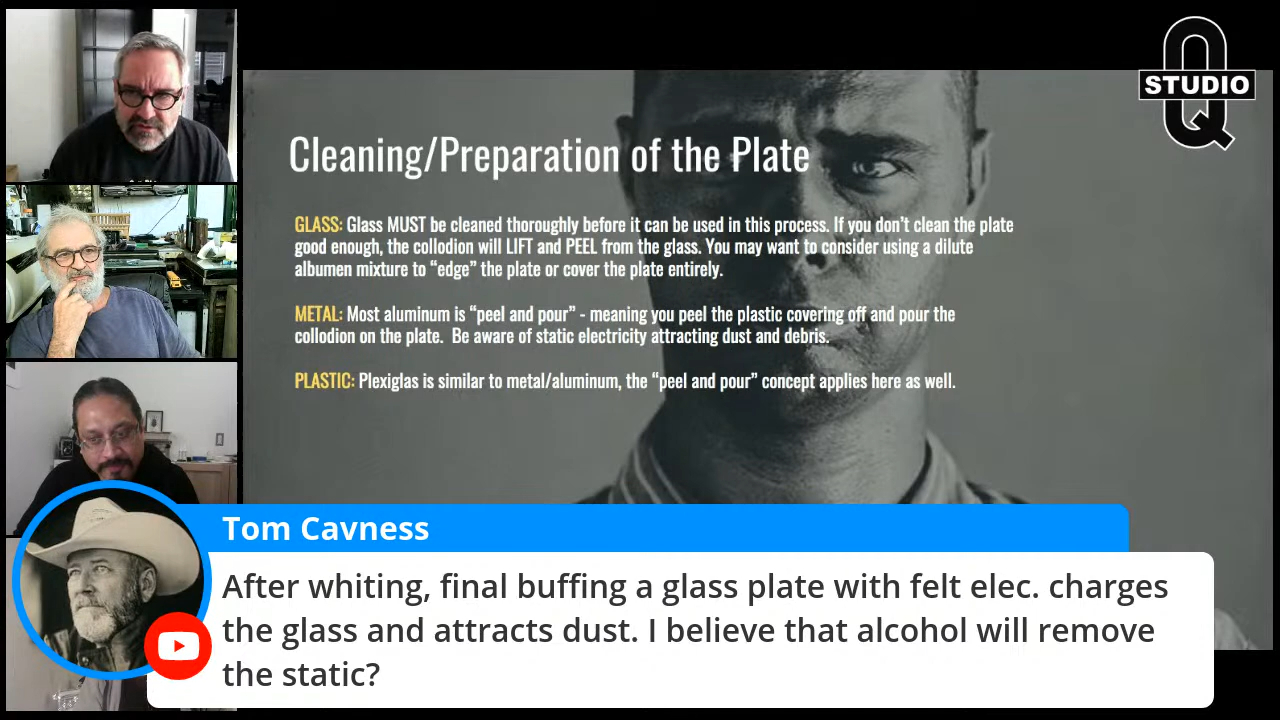 STUDIO
Q
Cleaning/Preparation of the Plate
GLASS: Glass MUST be cleaned thoroughly before it can be used in this process. If you don't clean the plate
good enough, the collodion will LIFT and PEEL from the glass. You may want to consider using a dilute
albumen mixture to “edge” the plate or cover the plate entirely.
METAL: Most aluminum is “peel and pour” - meaning you peel the plastic covering off and pour the
collodion on the plate. Be aware of static electricity attracting dust and debris.
PLASTIC: Plexiglas is similar to metal/aluminum, the “peel and pour” concept applies here as well.
Tom Cavness
After whiting, final buffing a glass plate with felt elec. charges
the glass and attracts dust. I believe that alcohol will remove
the static?